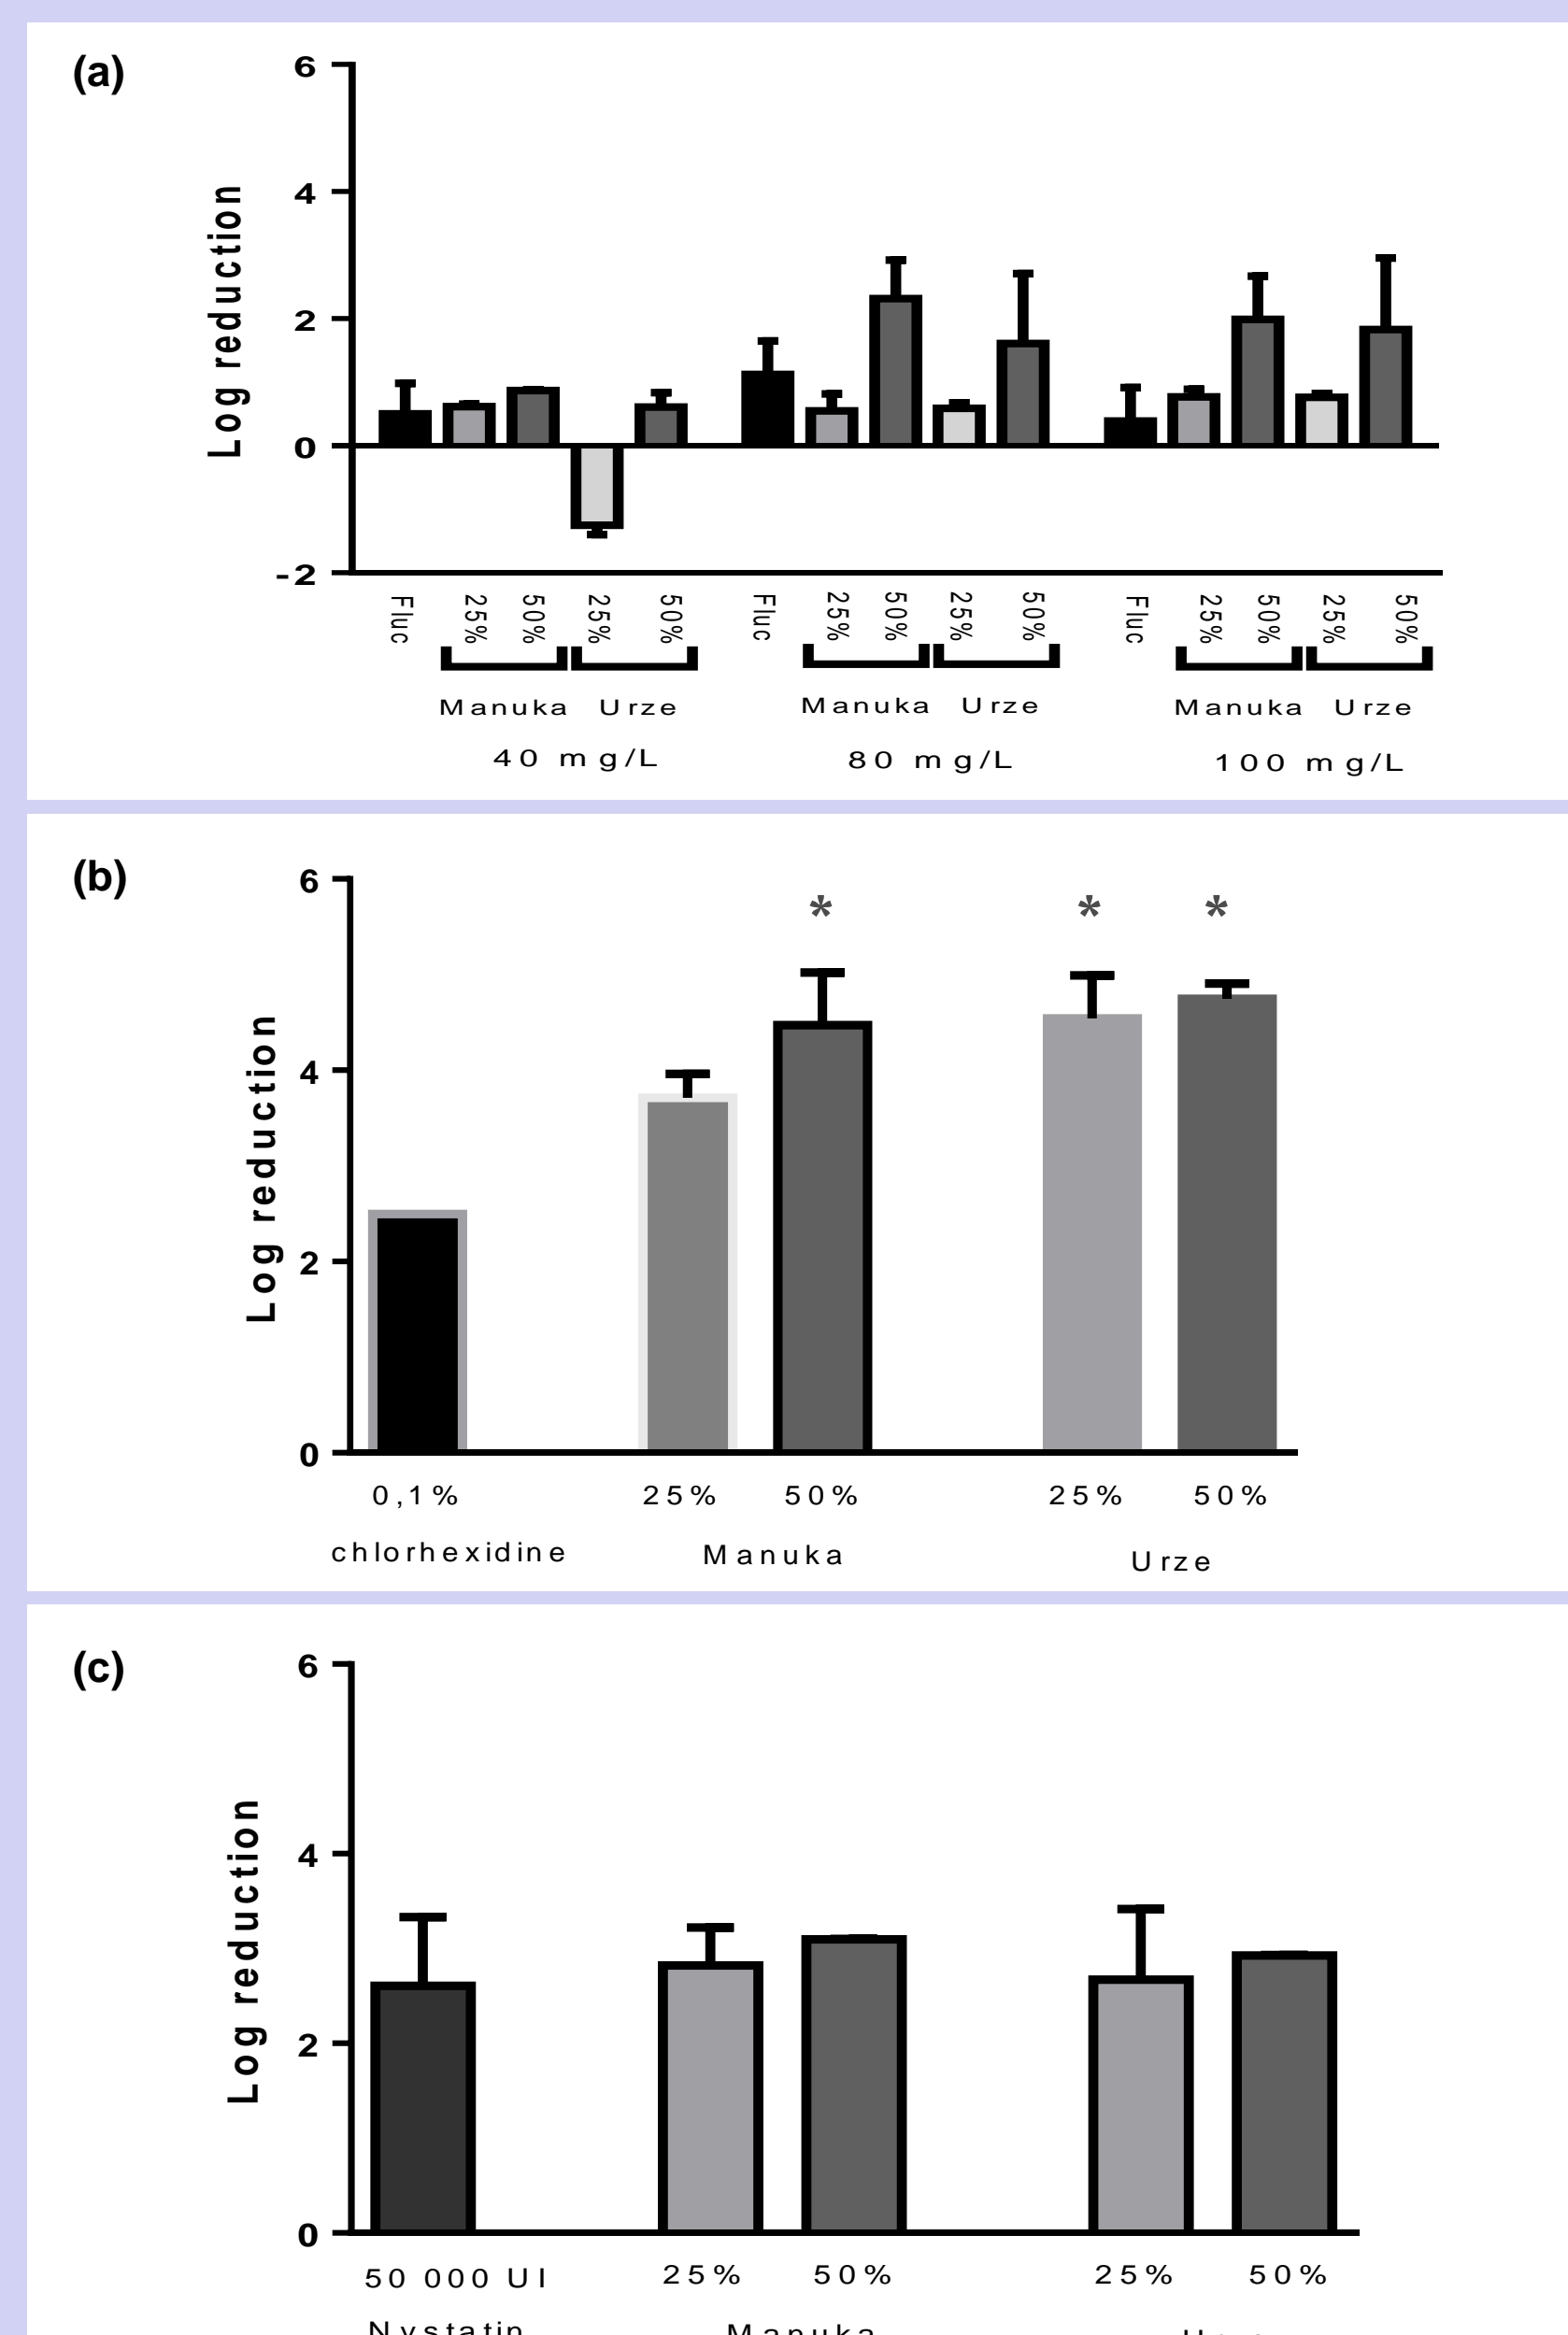 (a)
6
4
2
0
-2
Log reduction
Fluc 25% 50% 25% 50% Fluc 25% 50% 25% 50% Fluc 25% 50% 25% 50%
Manuka Urze Manuka Urze Manuka Urze
40 mg/L 80 mg/L 100 mg/L
(b)
6
4
2
0
Log reduction
* * *
0,1% 25% 50% 25% 50%
chlorhexidine Manuka Urze
(c)
6
4
2
0
Log reduction
50 000 UI 25% 50% 25% 50%
Nystatin Manuka